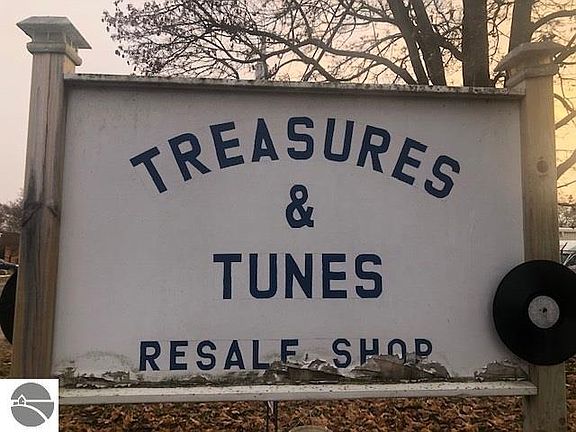 TREASURES
&
TUNES
RESALE SHOP